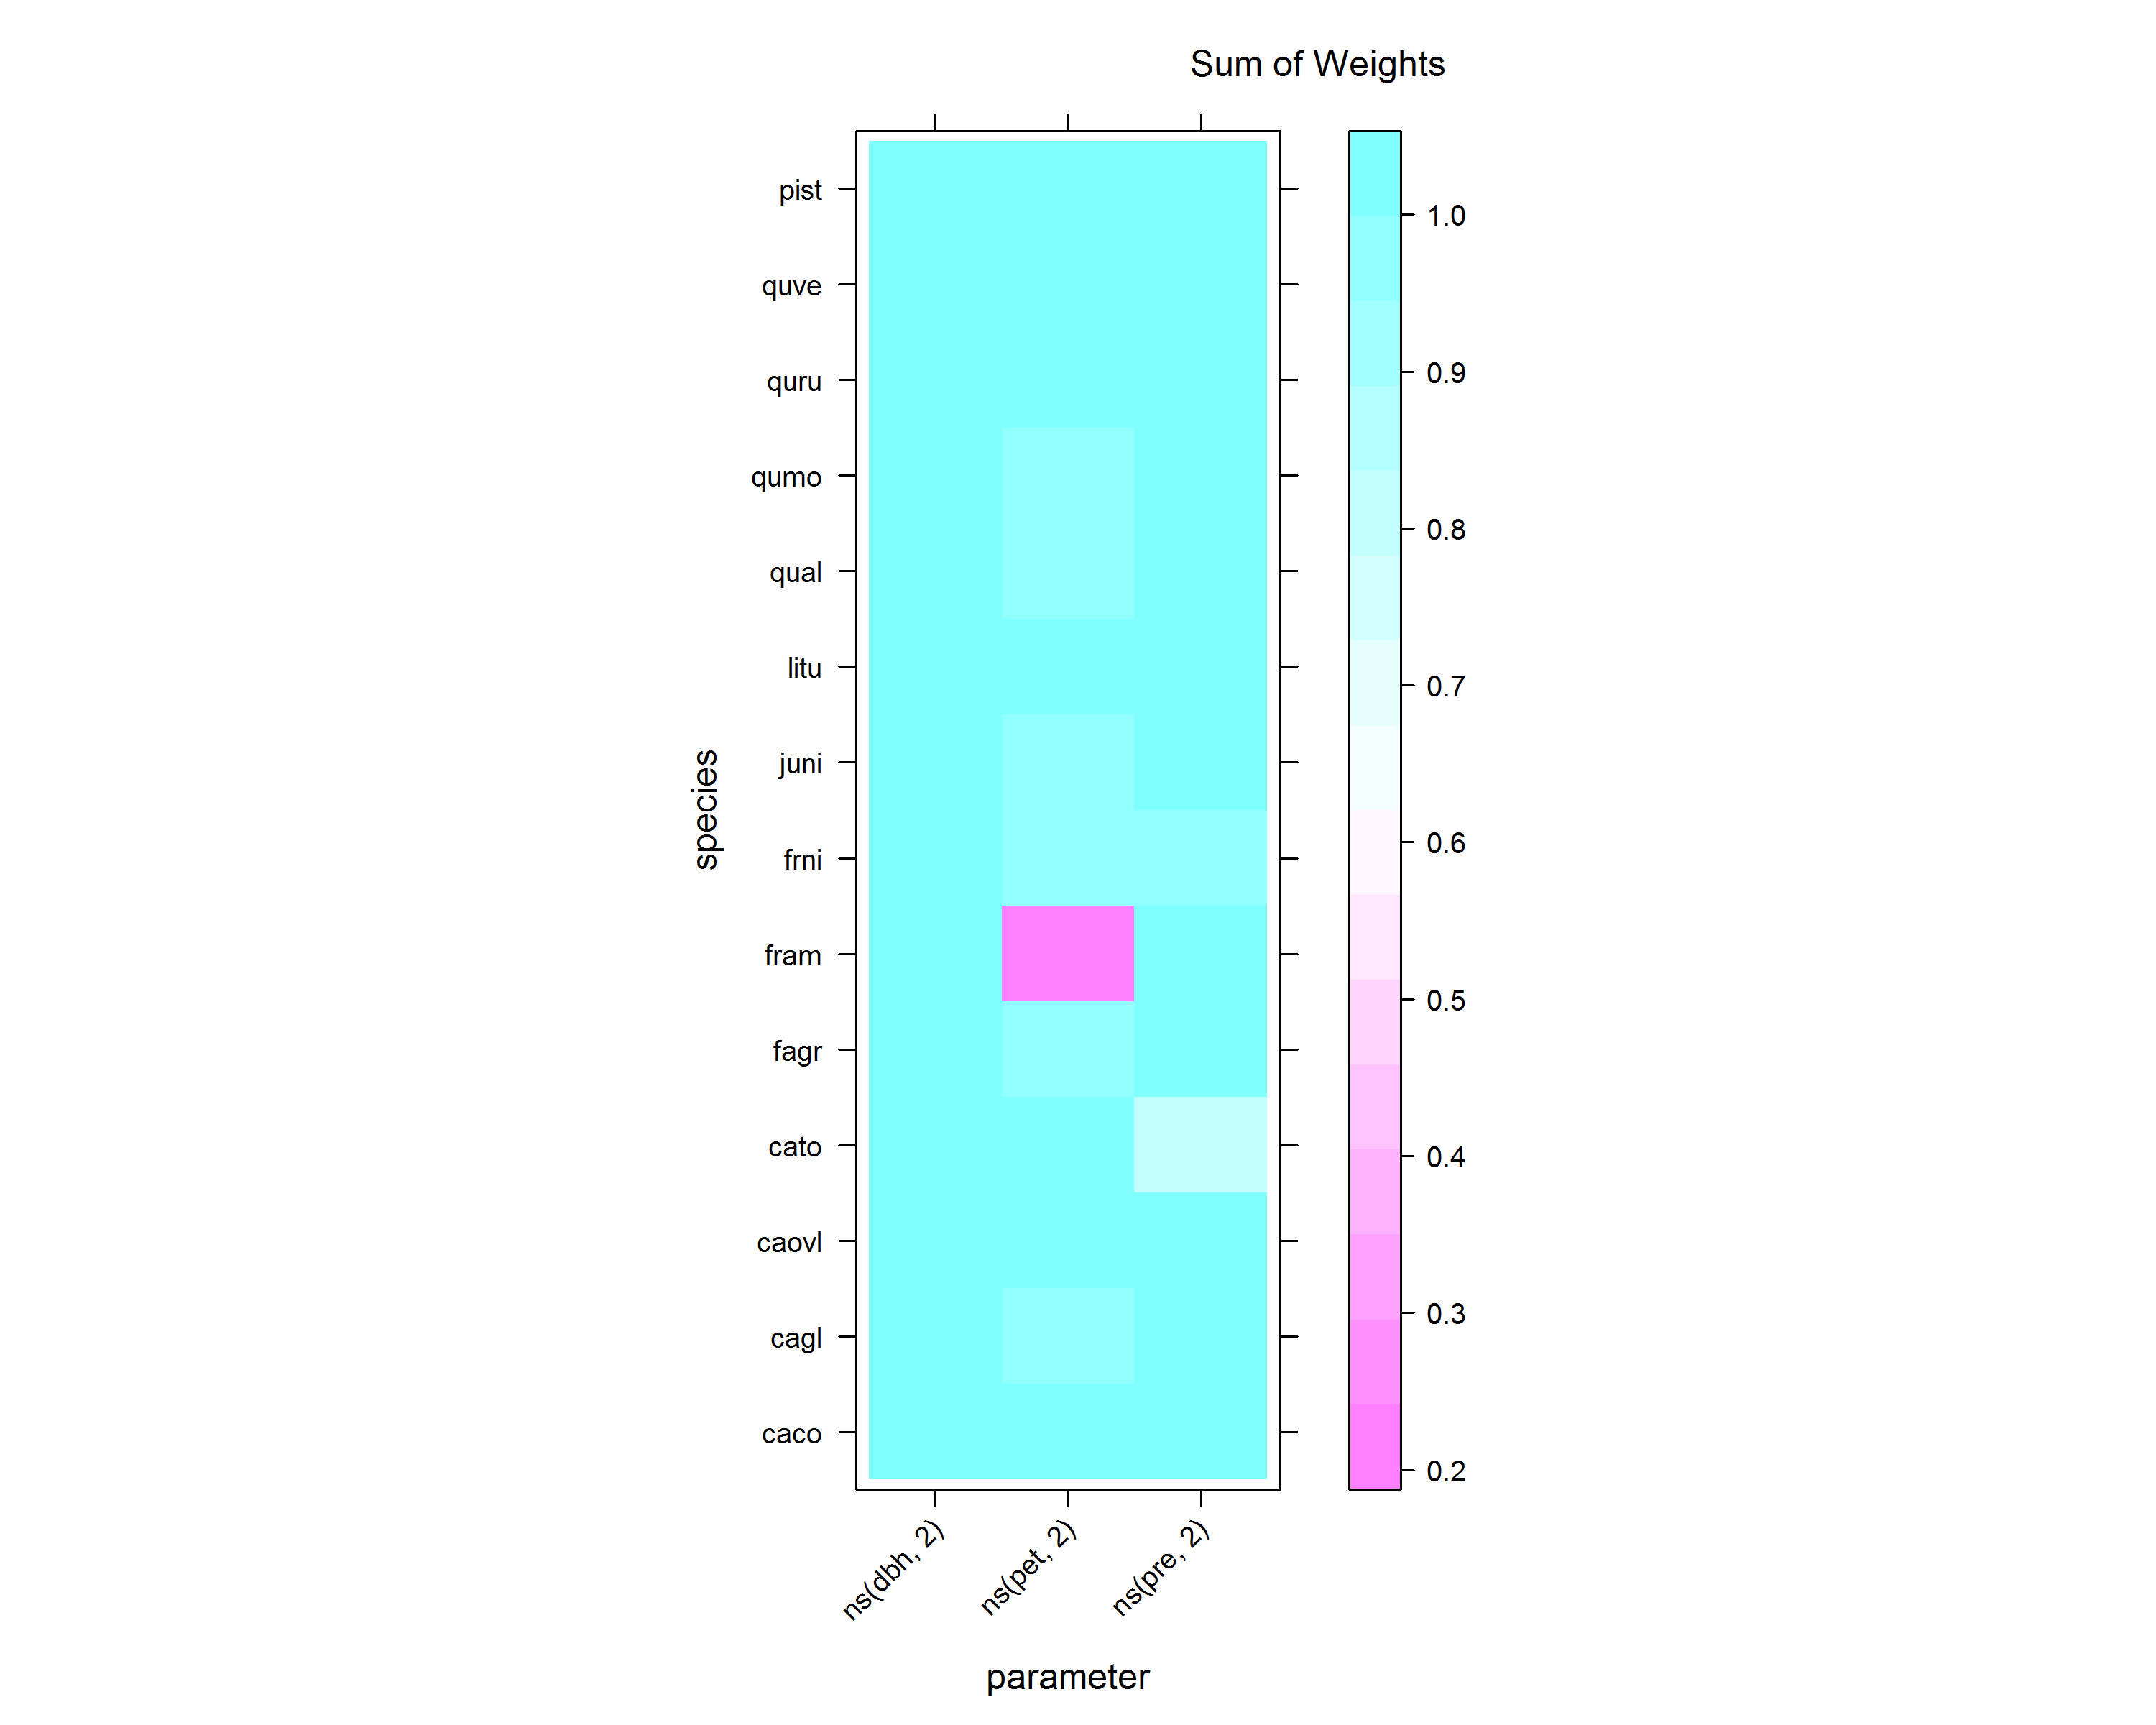 Sum of Weights
pist
quve
quru
qumo
qual
litu
juni
frni
fram
fagr
cato
caovl
cagl
caco
species
1.0
0.9
0.8
0.7
0.6
0.5
0.4
0.3
0.2
ns(dbh, 2)
ns(pet, 2)
ns(pre, 2)
parameter